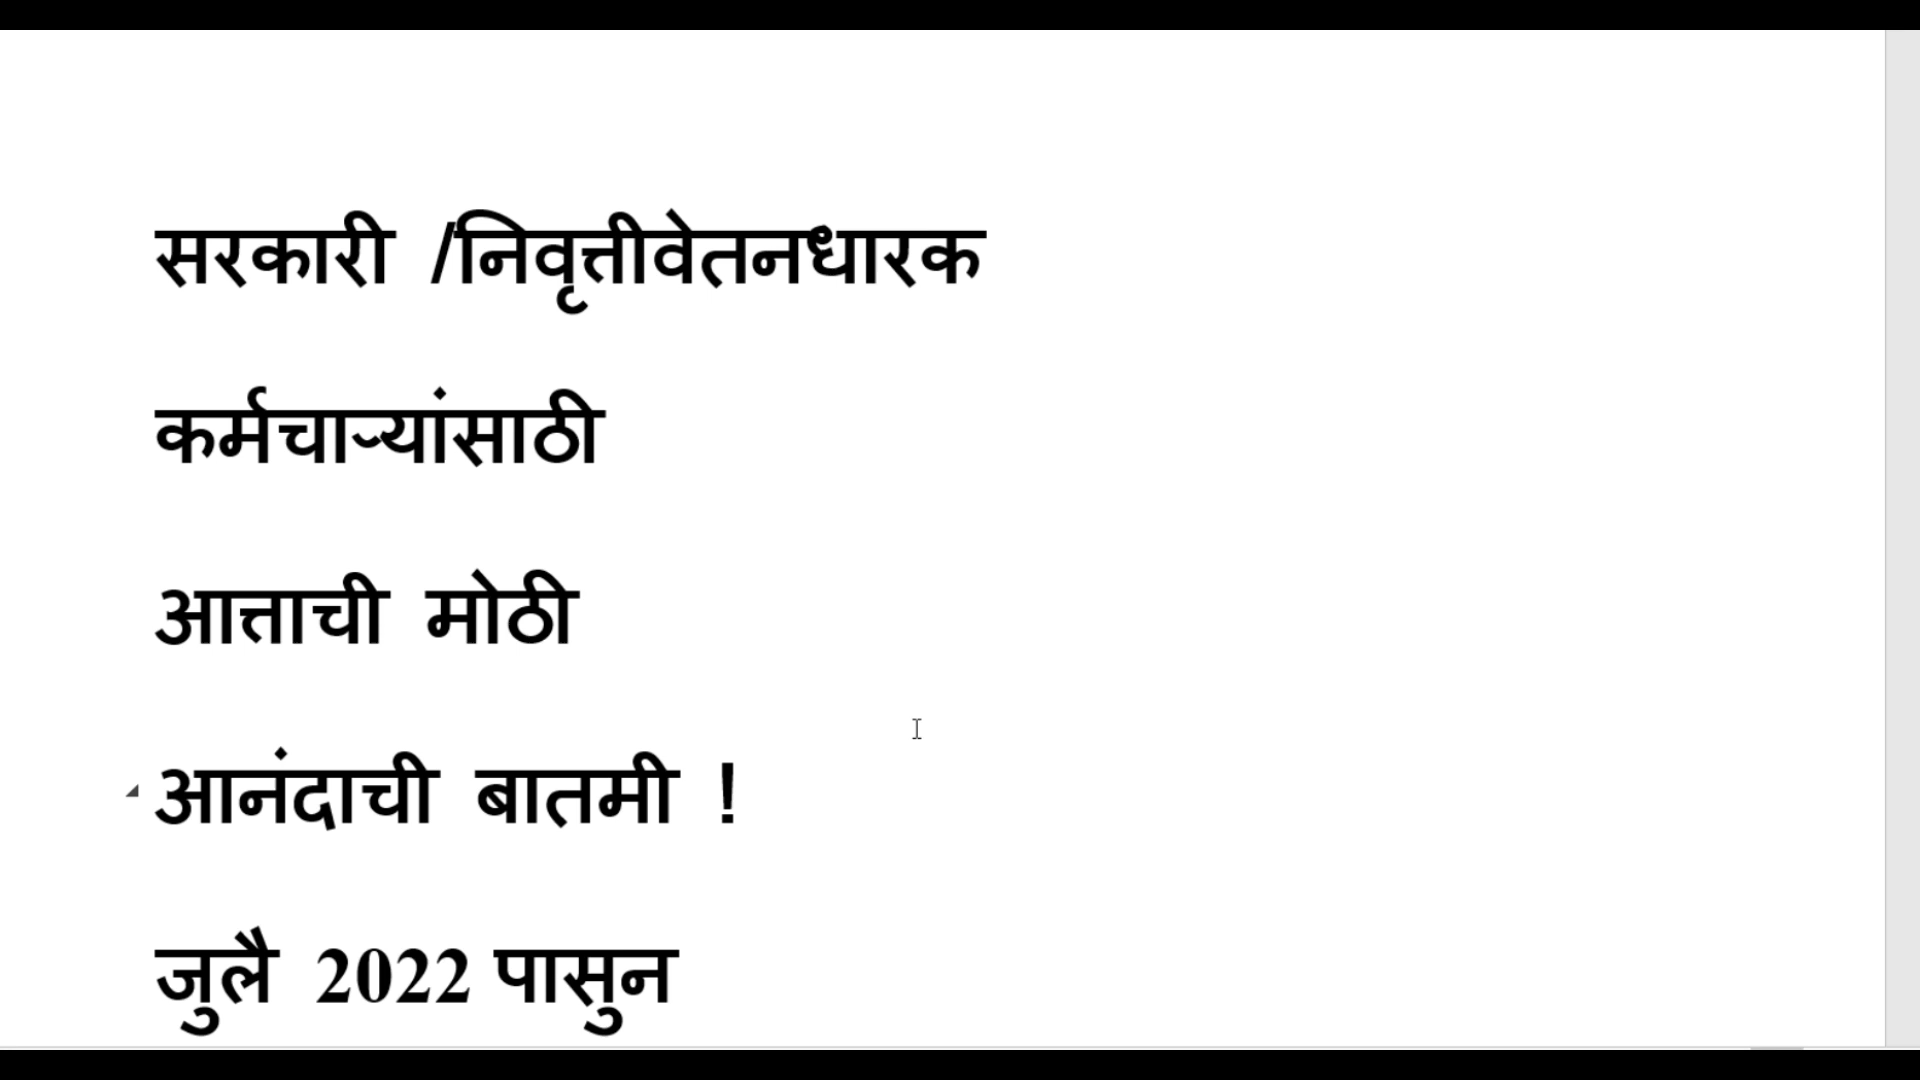 सरकारी /निवृत्तीवेतनधारक
कर्मचाऱ्यांसाठी
आत्ताची मोठी
आनंदाची बातमी !
जुलै 2022 पासुन